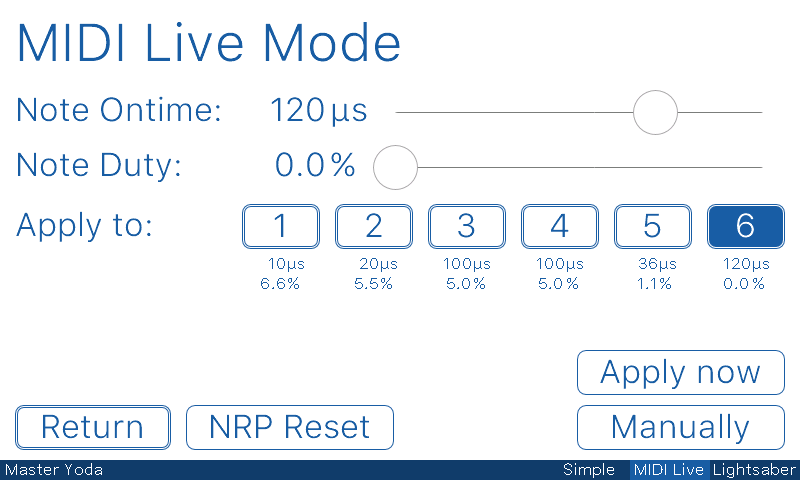 MIDI Live Mode
Note Ontime: 120µs
Note Duty: 0.0%
Apply to: 1 2 3 4 5 6
10µs 20µs 100µs 100µs 36µs 120µs
6.6% 5.5% 5.0% 5.0% 1.1% 0.0%
Apply now
Return NRP Reset Manually
Master Yoda Simple MIDI Live Lightsaber